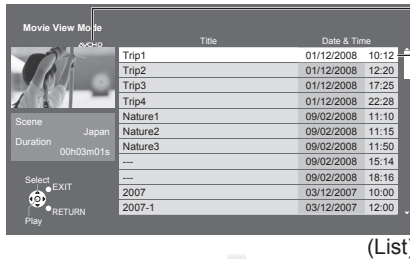 Movie View Mode
AVCHD
Title Date & Time
Trip1 01/12/2008 10:12
Trip2 01/12/2008 12:20
Trip3 01/12/2008 17:25
Trip4 01/12/2008 22:28
Nature1 09/02/2008 11:10
Nature2 09/02/2008 11:15
Nature3 09/02/2008 11:50
--- 09/02/2008 15:14
--- 09/02/2008 18:16
2007 03/12/2007 10:00
2007-1 03/12/2007 12:00
Scene
Japan
Duration
00h03m01s
Select
EXIT
RETURN
Play
(List)